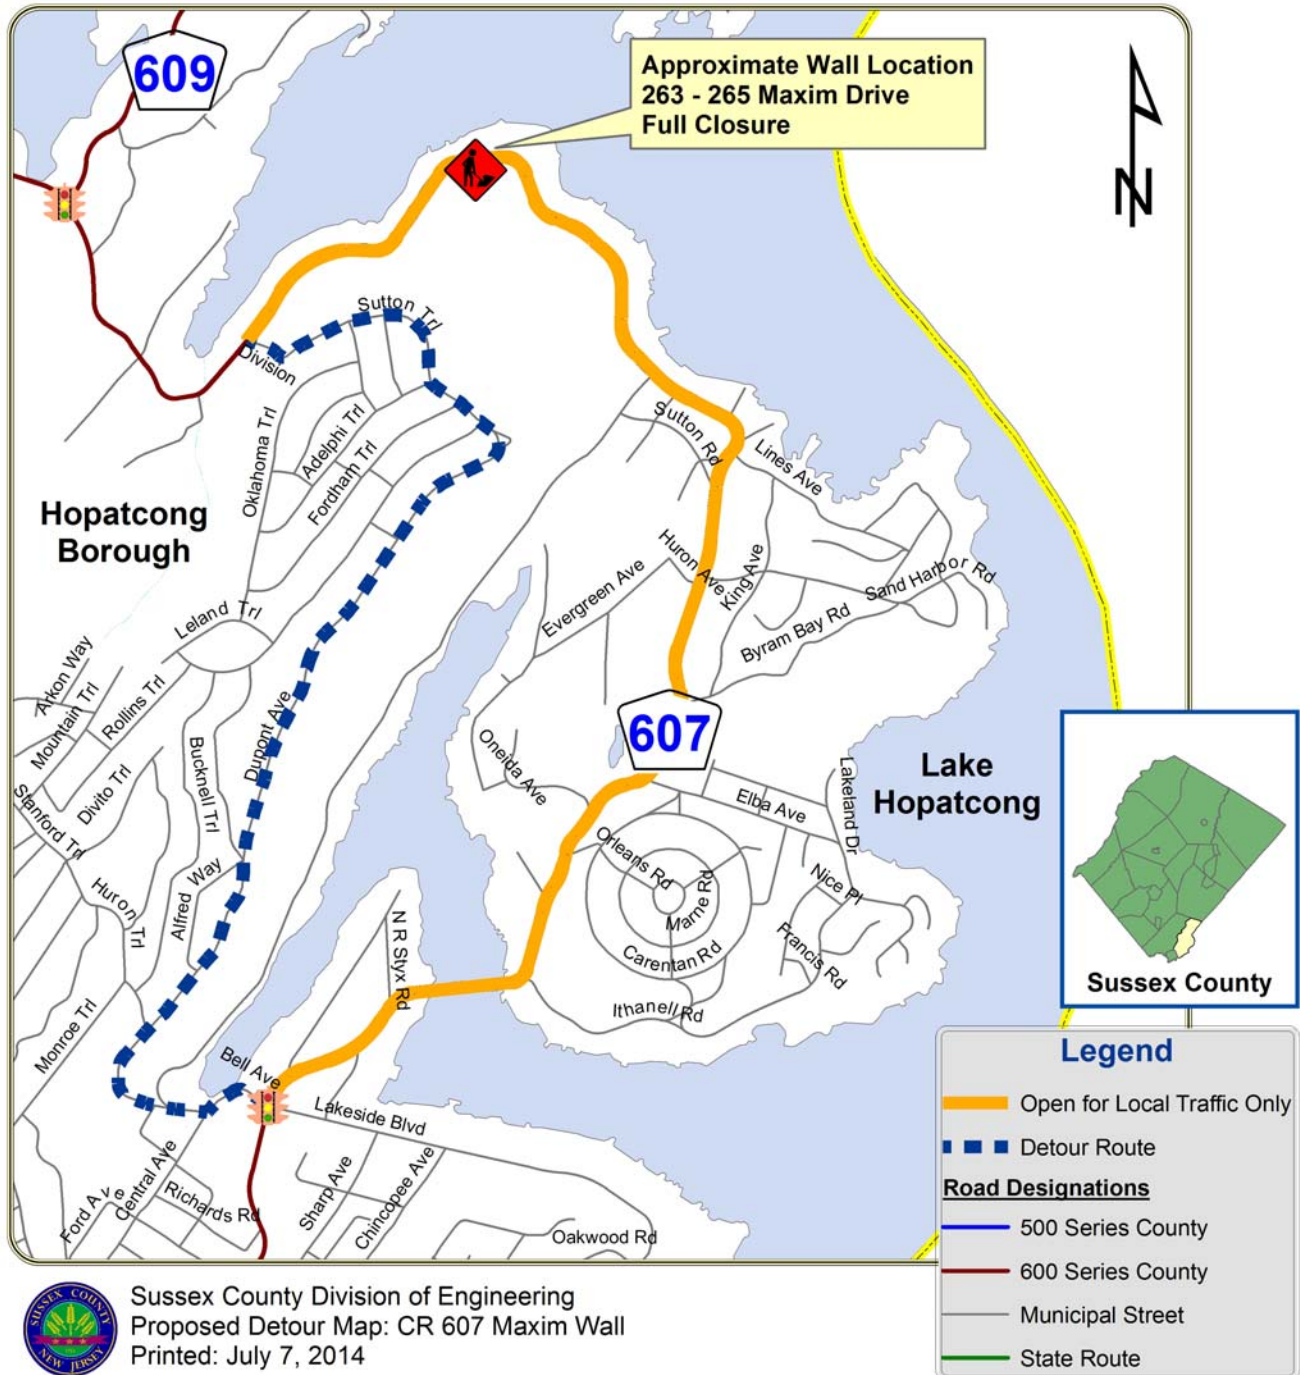 609
Approximate Wall Location
263 - 265 Maxim Drive
Full Closure
N
Sutton Trl
Division
Oklahoma Trl
Adelphi Trl
Fordham Trl
Sutton Rd
Lines Ave
Hopatcong
Borough
Huron Ave
King Ave
Evergreen Ave
Sand Harbor Rd
Byram Bay Rd
Leland Trl
Arkon Way
Mountain Trl
Rollins Trl
Dupont Ave
Bucknell Trl
Divito Trl
Stanford Trl
Oneida Ave
607
Lake
Hopatcong
Lakeland Dr
Elba Ave
Orleans Rd
Marne Rd
Nice Pl
Carentan Rd
Francis Rd
Ithanell Rd
Huron Trl
Alfred Way
N R Styx Rd
Monroe Trl
Bell Ave
Lakeside Blvd
Central Ave
Ford Ave
Richards Rd
Sharp Ave
Chincopee Ave
Oakwood Rd
Sussex County
Legend
Open for Local Traffic Only
Detour Route
Road Designations
500 Series County
600 Series County
Municipal Street
State Route
SUSSEX COUNTY
NEW JERSEY
Sussex County Division of Engineering
Proposed Detour Map: CR 607 Maxim Wall
Printed: July 7, 2014